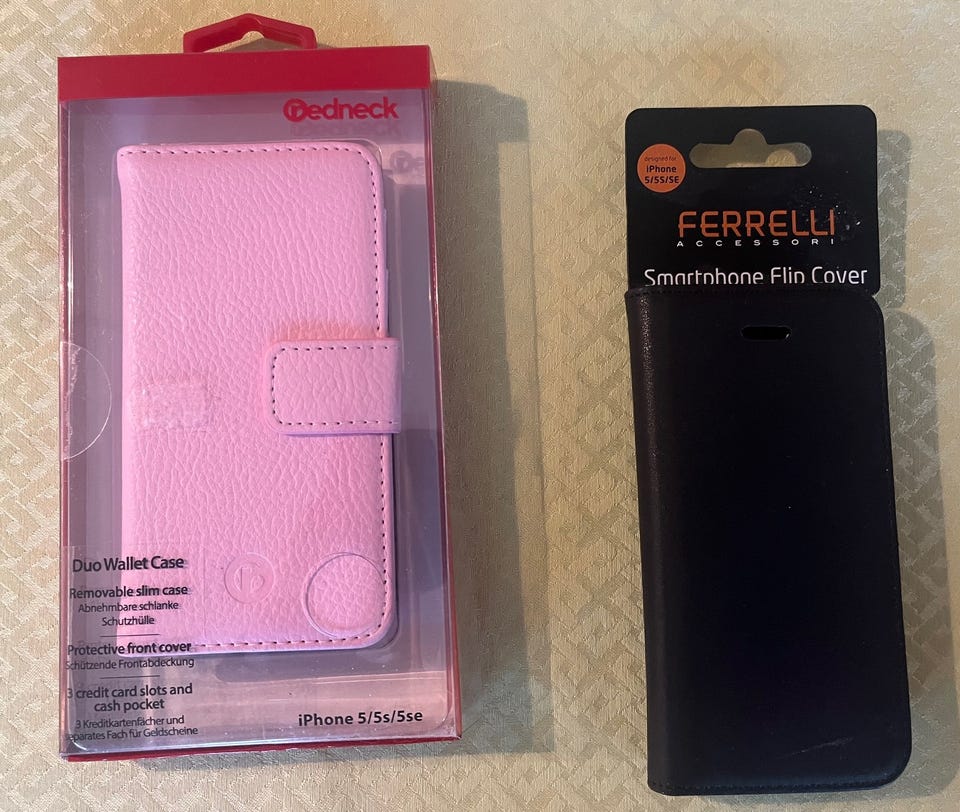 redneck
Duo Wallet Case
Removable slim case
Abnehmbare schlanke
Schutzhülle
Protective front cover
Schützende Frontabdeckung
3 credit card slots and
cash pocket
3 Kreditkartenfächer und
separates Fach für Geldscheine
iPhone 5/5s/5se
designed for
iPhone
5/5S/SE
FERRELLI
ACCESSORI
Smartphone Flip Cover